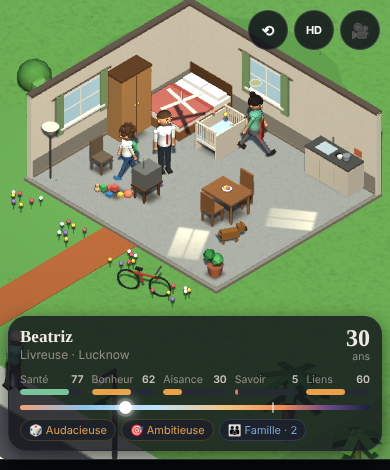 HD
Beatriz
30
Livreuse · Lucknow
ans
Santé 77 Bonheur 62 Aisance 30 Savoir 5 Liens 60
Audacieuse Ambitieuse Famille · 2